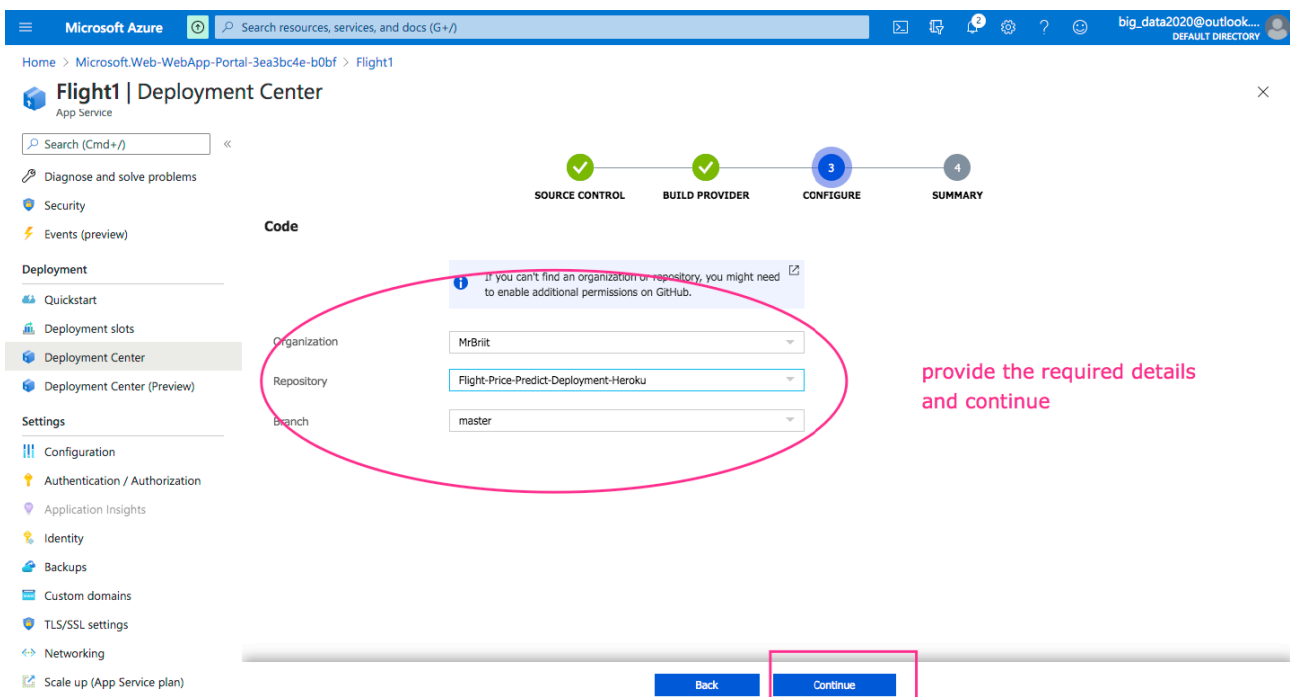 Microsoft Azure
Search resources, services, and docs (G+/)
2
?
big_data2020@outlook....
DEFAULT DIRECTORY
Home > Microsoft.Web-WebApp-Portal-3ea3bc4e-b0bf > Flight1
Flight1 | Deployment Center
App Service
Search (Cmd+/)
«
Diagnose and solve problems
Security
Events (preview)
Deployment
Quickstart
Deployment slots
Deployment Center
Deployment Center (Preview)
Settings
Configuration
Authentication / Authorization
Application Insights
Identity
Backups
Custom domains
TLS/SSL settings
Networking
Scale up (App Service plan)
3
4
SOURCE CONTROL
BUILD PROVIDER
CONFIGURE
SUMMARY
Code
If you can't find an organization or repository, you might need
to enable additional permissions on GitHub.
Organization
MrBriit
Repository
Flight-Price-Predict-Deployment-Heroku
Branch
master
provide the required details
and continue
Back
Continue